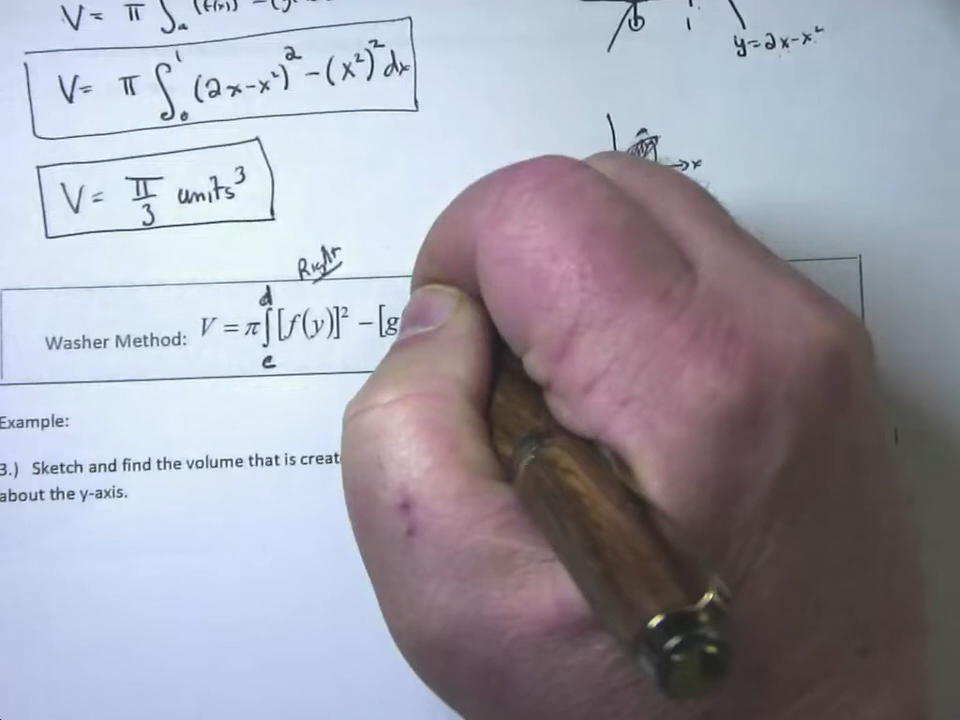 V = π ∫ₐ (f(x))² - (g
y=2x-x²
V= π ∫₀¹ (2x-x²)² - (x²)² dx
x
V = π/3 units³
Right
d
Washer Method: V = π∫[f(y)]² - [g
c
Example:
3.) Sketch and find the volume that is
about the y-axis.